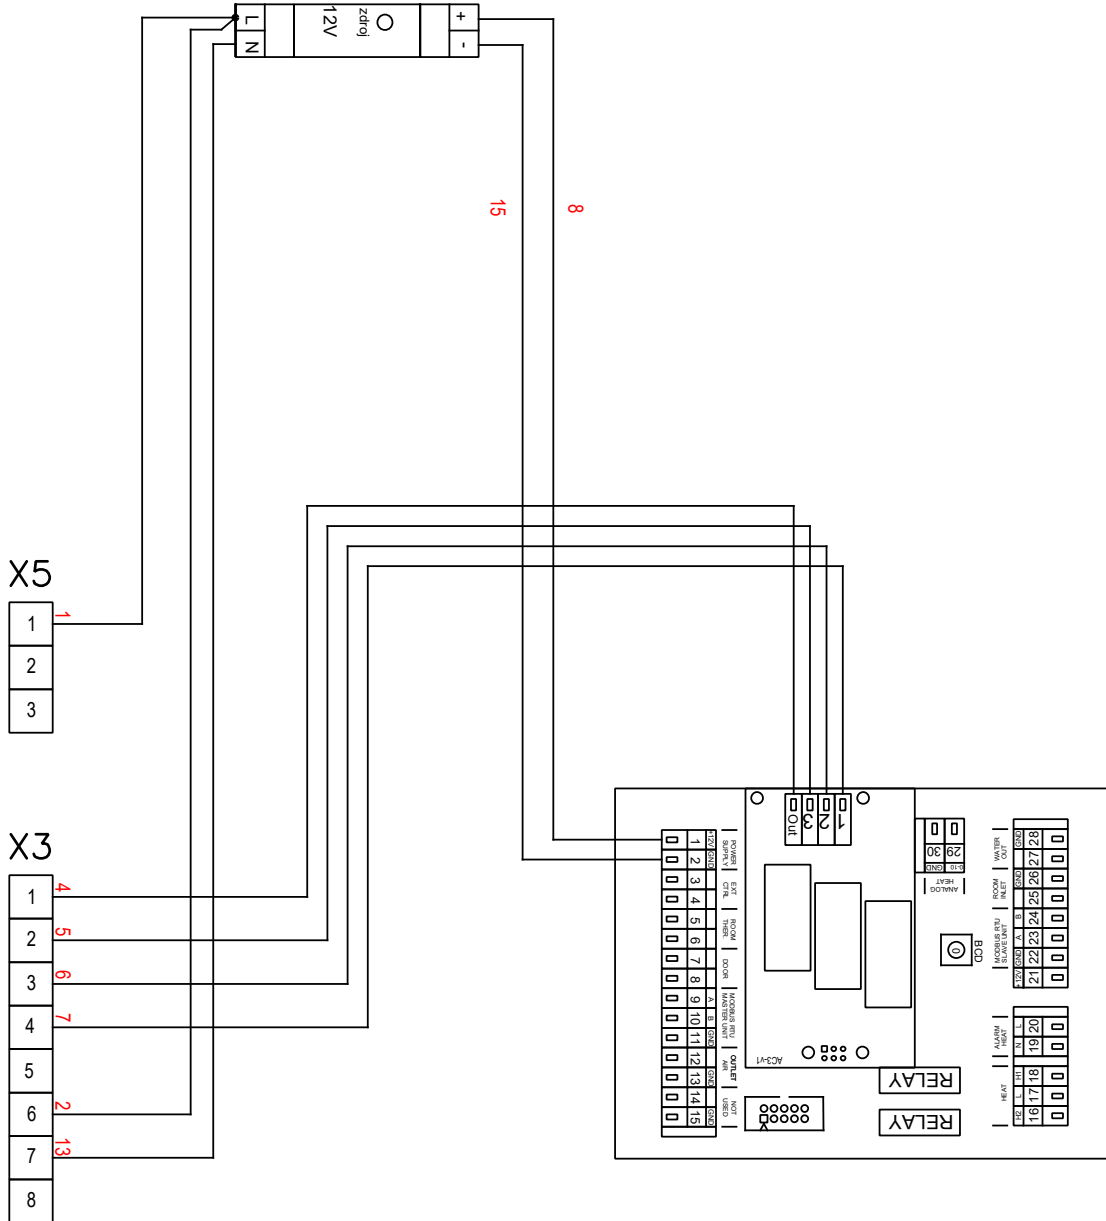 L
N
12V
zdroj
+
-
15
8
X5
1
2
3
1
X3
1
2
3
4
5
6
7
8
4
5
6
7
2
13
Out
3
2
1
1 +12V
2 GND
3
4
5
6
7
8
9 A
10 B
11 GND
12
13 GND
14
15 GND
POWER
SUPPLY
EXT
CTRL
ROOM
THER.
DOOR
MODBUS RTU
MASTER UNIT
OUTLET
AIR
NOT
USED
AC3-v1
30 29
GND 0-10
ANALOG
HEAT
BCD
0
RELAY
RELAY
WATER
OUT
ROOM
INLET
MODBUS RTU
SLAVE UNIT
ALARM
HEAT
HEAT
GND 28
27
GND 26
25
B 24
A 23
GND 22
+12V 21
L 20
N 19
H1 18
L 17
H2 16